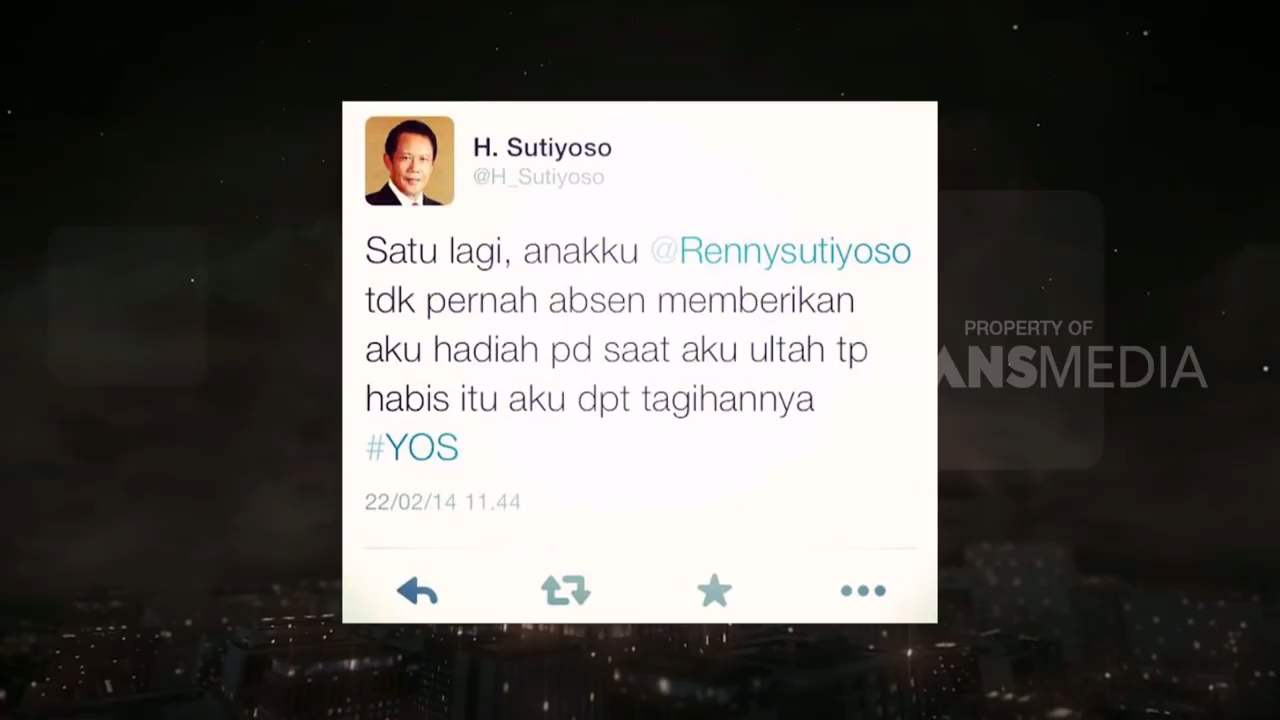 H. Sutiyoso
@H_Sutiyoso
Satu lagi, anakku @Rennysutiyoso
tdk pernah absen memberikan
aku hadiah pd saat aku ultah tp
habis itu aku dpt tagihannya
#YOS
22/02/14 11.44
PROPERTY OF
ANSMEDIA